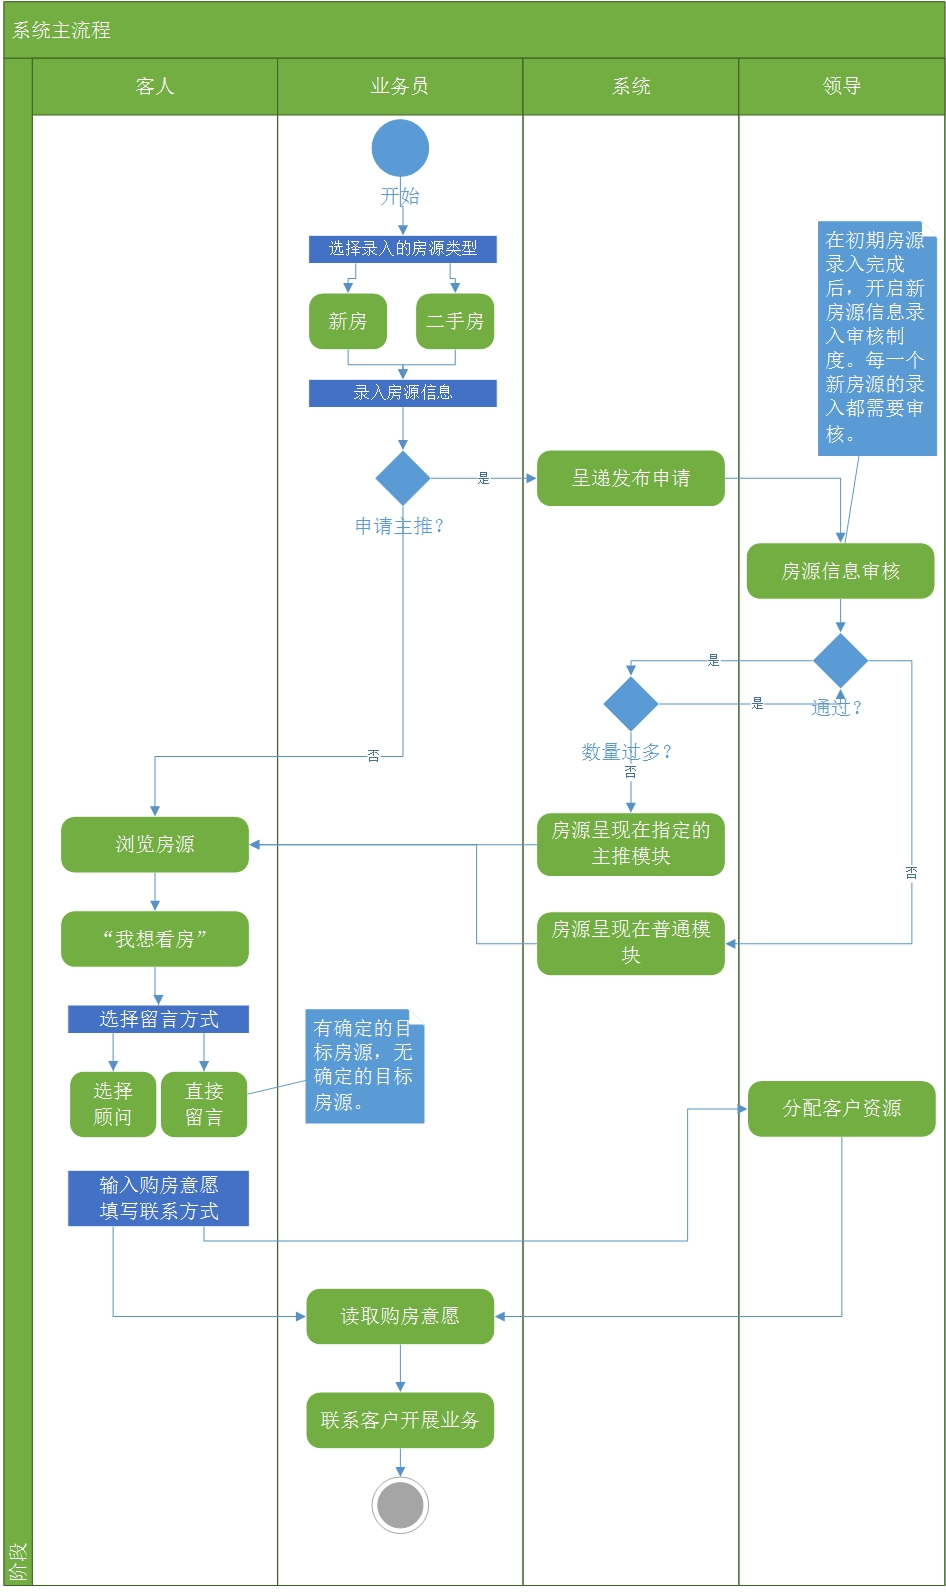 系统主流程
客人
业务员
系统
领导
开始
选择录入的房源类型
在初期房源
录入完成
后，开启新
房源信息录
入审核制
度。每一个
新房源的录
入都需要审
核。
新房
二手房
录入房源信息
是
呈递发布申请
申请主推？
房源信息审核
是
是
通过？
数量过多？
否
否
房源呈现在指定的
主推模块
浏览房源
否
房源呈现在普通模
块
“我想看房”
选择留言方式
有确定的目
标房源，无
确定的目标
房源。
选择
顾问
直接
留言
分配客户资源
输入购房意愿
填写联系方式
读取购房意愿
联系客户开展业务
阶段